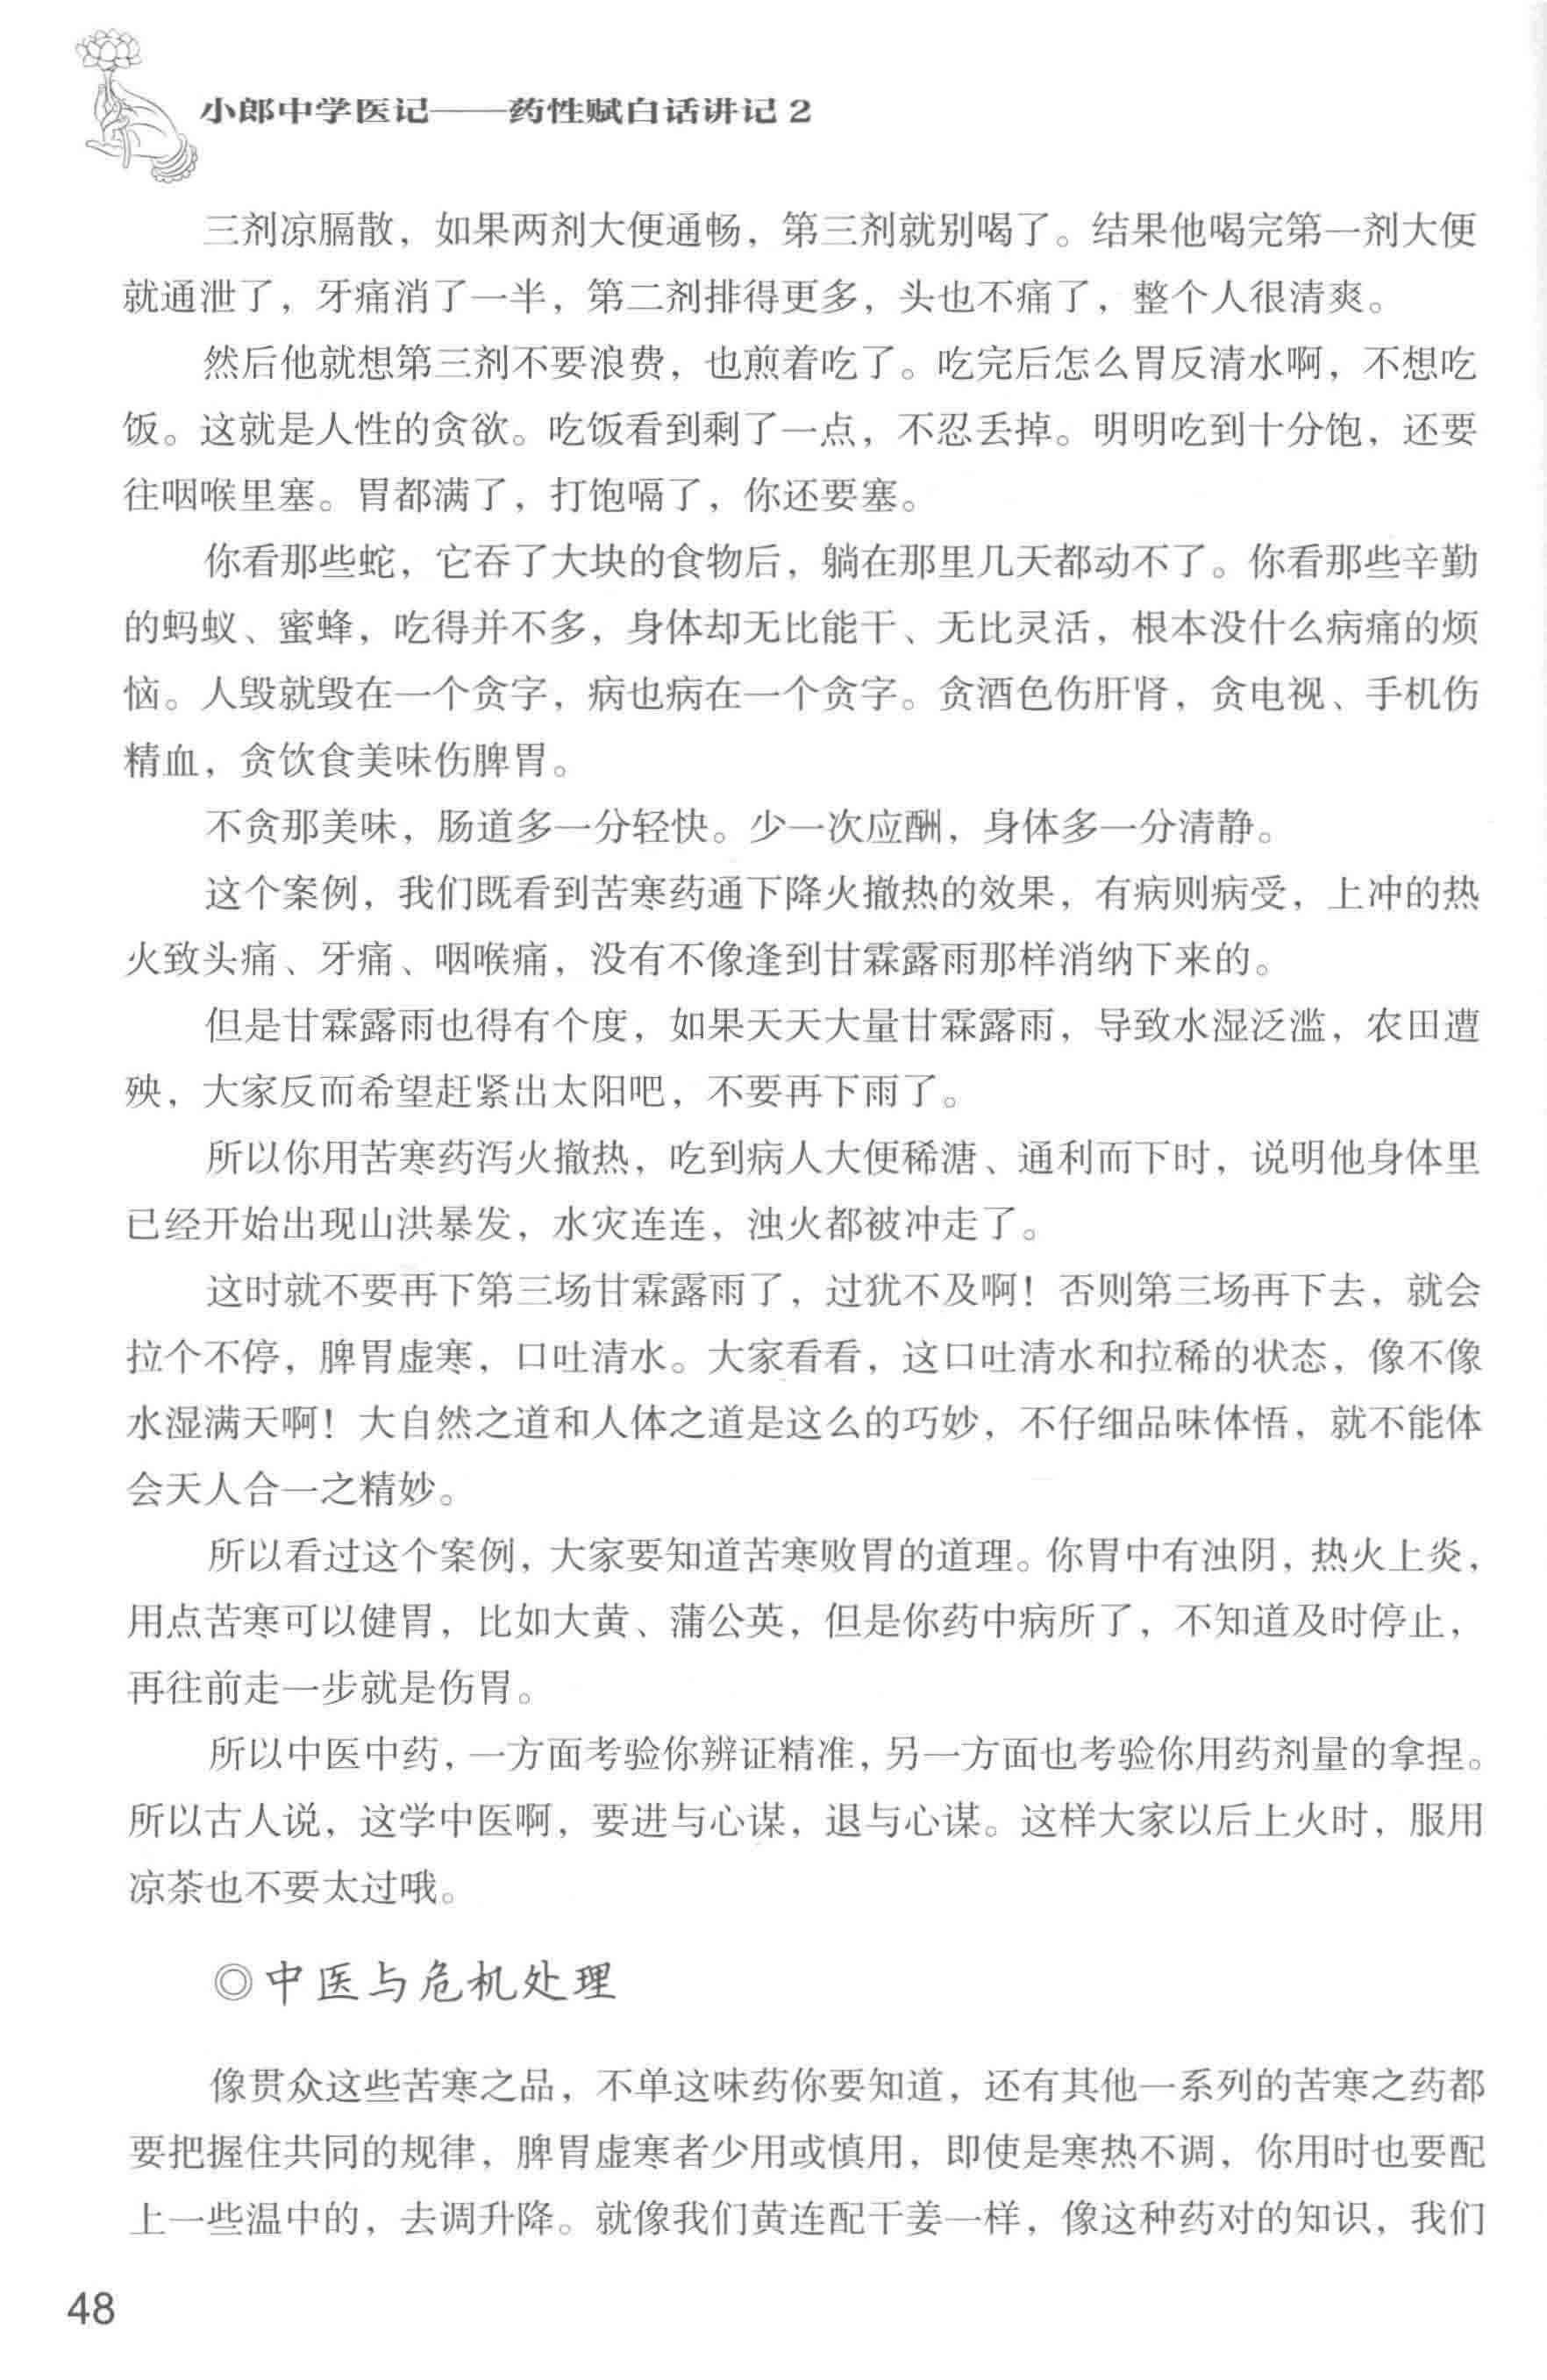 小郎中学医记——药性赋白话讲记2
三剂凉膈散，如果两剂大便通畅，第三剂就别喝了。结果他喝完第一剂大便
就通泄了，牙痛消了一半，第二剂排得更多，头也不痛了，整个人很清爽。
然后他就想第三剂不要浪费，也煎着吃了。吃完后怎么胃反清水啊，不想吃
饭。这就是人性的贪欲。吃饭看到剩了一点，不忍丢掉。明明吃到十分饱，还要
往咽喉里塞。胃都满了，打饱嗝了，你还要塞。
你看那些蛇，它吞了大块的食物后，躺在那里几天都动不了。你看那些辛勤
的蚂蚁、蜜蜂，吃得并不多，身体却无比能干、无比灵活，根本没什么病痛的烦
恼。人毁就毁在一个贪字，病也病在一个贪字。贪酒色伤肝肾，贪电视、手机伤
精血，贪饮食美味伤脾胃。
不贪那美味，肠道多一分轻快。少一次应酬，身体多一分清静。
这个案例，我们既看到苦寒药通下降火撤热的效果，有病则病受，上冲的热
火致头痛、牙痛、咽喉痛，没有不像逢到甘霖露雨那样消纳下来的。
但是甘霖露雨也得有个度，如果天天大量甘霖露雨，导致水湿泛滥，农田遭
殃，大家反而希望赶紧出太阳吧，不要再下雨了。
所以你用苦寒药泻火撤热，吃到病人大便稀溏、通利而下时，说明他身体里
已经开始出现山洪暴发，水灾连连，浊火都被冲走了。
这时就不要再下第三场甘霖露雨了，过犹不及啊！否则第三场再下去，就会
拉个不停，脾胃虚寒，口吐清水。大家看看，这口吐清水和拉稀的状态，像不像
水湿满天啊！大自然之道和人体之道是这么的巧妙，不仔细品味体悟，就不能体
会天人合一之精妙。
所以看过这个案例，大家要知道苦寒败胃的道理。你胃中有浊阴，热火上炎，
用点苦寒可以健胃，比如大黄、蒲公英，但是你药中病所了，不知道及时停止，
再往前走一步就是伤胃。
所以中医中药，一方面考验你辨证精准，另一方面也考验你用药剂量的拿捏。
所以古人说，这学中医啊，要进与心谋，退与心谋。这样大家以后上火时，服用
凉茶也不要太过哦。
◎中医与危机处理
像贯众这些苦寒之品，不单这味药你要知道，还有其他一系列的苦寒之药都
要把握住共同的规律，脾胃虚寒者少用或慎用，即使是寒热不调，你用时也要配
上一些温中的，去调升降。就像我们黄连配干姜一样，像这种药对的知识，我们
48